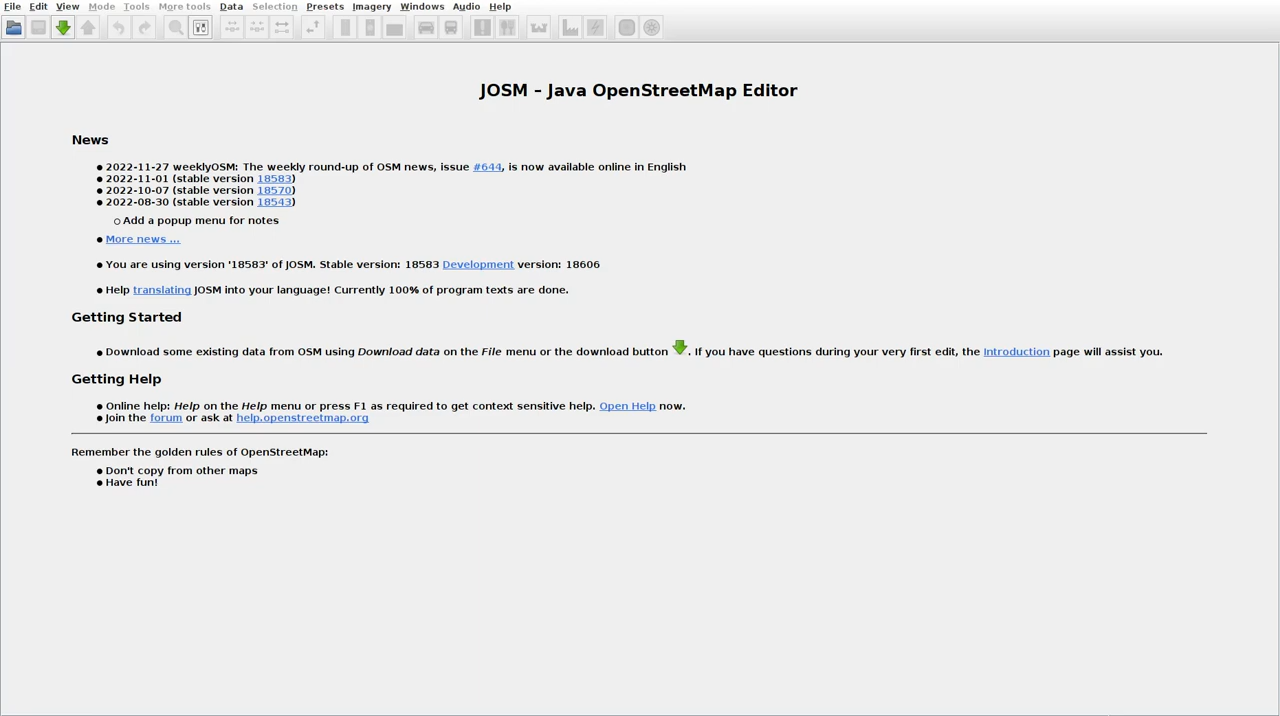 File Edit View Mode Tools More tools Data Selection Presets Imagery Windows Audio Help
JOSM – Java OpenStreetMap Editor
News
2022-11-27 weeklyOSM: The weekly round-up of OSM news, issue #644, is now available online in English
2022-11-01 (stable version 18583)
2022-10-07 (stable version 18570)
2022-08-30 (stable version 18543)
Add a popup menu for notes
More news ...
You are using version '18583' of JOSM. Stable version: 18583 Development version: 18606
Help translating JOSM into your language! Currently 100% of program texts are done.
Getting Started
Download some existing data from OSM using Download data on the File menu or the download button . If you have questions during your very first edit, the Introduction page will assist you.
Getting Help
Online help: Help on the Help menu or press F1 as required to get context sensitive help. Open Help now.
Join the forum or ask at help.openstreetmap.org
Remember the golden rules of OpenStreetMap:
Don't copy from other maps
Have fun!